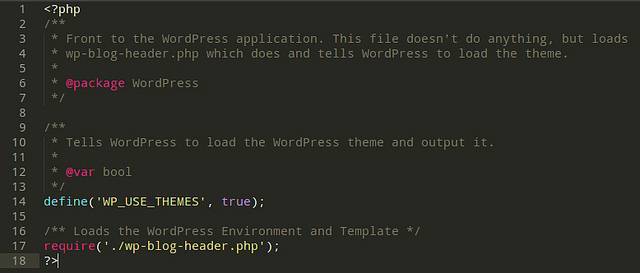 1 <?php
2 /**
3  * Front to the WordPress application. This file doesn't do anything, but loads
4  * wp-blog-header.php which does and tells WordPress to load the theme.
5  *
6  * @package WordPress
7  */
8
9 /**
10  * Tells WordPress to load the WordPress theme and output it.
11  *
12  * @var bool
13  */
14 define('WP_USE_THEMES', true);
15
16 /** Loads the WordPress Environment and Template */
17 require('./wp-blog-header.php');
18 ?>